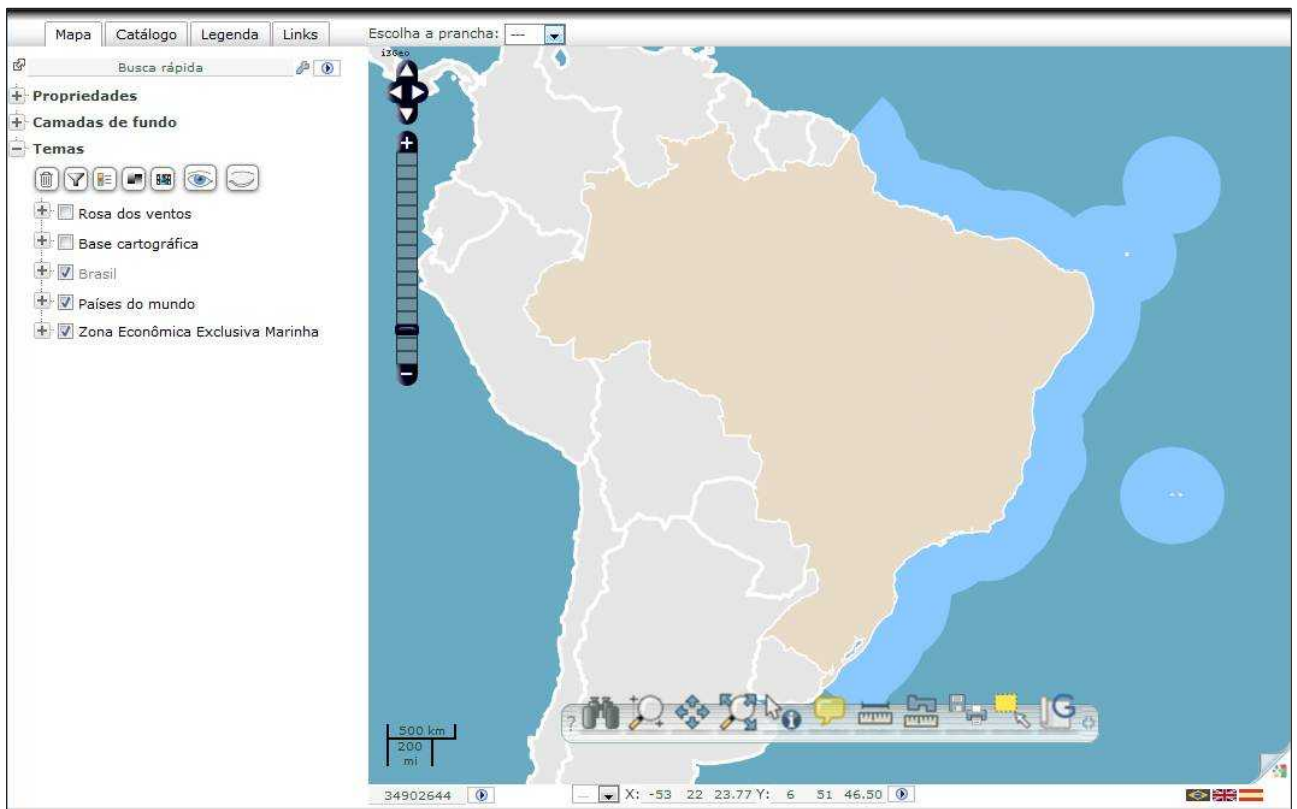 Mapa Catálogo Legenda Links Escolha a prancha: ---
i3Geo
Busca rápida
Propriedades
Camadas de fundo
Temas
Rosa dos ventos
Base cartográfica
Brasil
Países do mundo
Zona Econômica Exclusiva Marinha
? G
500 km
200
mi
34902644 --- X: -53 22 23.77 Y: 6 51 46.50